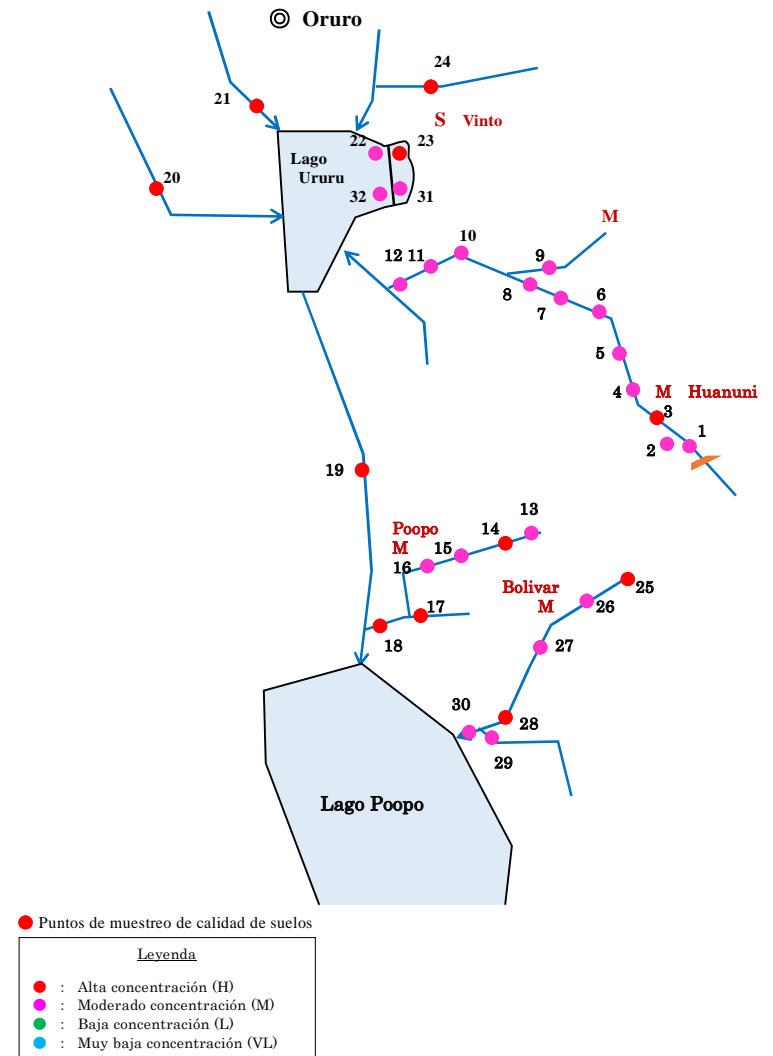 Oruro
24
21
S Vinto
22
23
Lago
Ururu
20
32
31
M
10
12 11
9
8
7
6
5
4
M Huanuni
3
1
2
19
13
Poopo
M
14
15
16
Bolivar
M
25
26
17
18
27
30
28
29
Lago Poopo
Puntos de muestreo de calidad de suelos
Leyenda
: Alta concentración (H)
: Moderado concentración (M)
: Baja concentración (L)
: Muy baja concentración (VL)